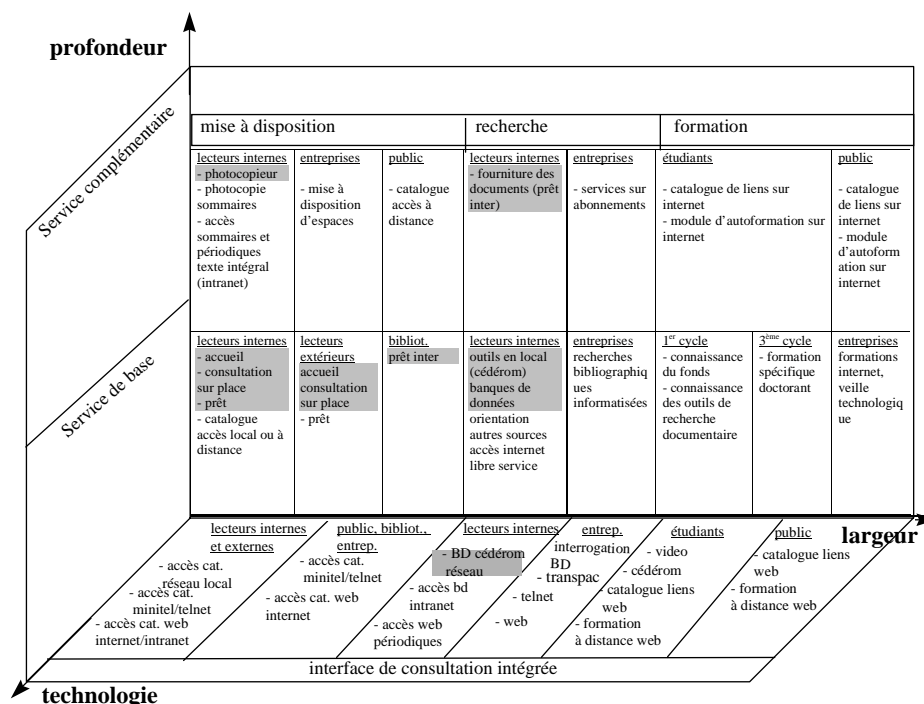 profondeur
Service complémentaire
Service de base
mise à disposition
recherche
formation
lecteurs internes
- photocopieur
- photocopie
sommaires
- accès
sommaires et
périodiques
texte intégral
(intranet)
entreprises
- mise à
disposition
d'espaces
public
- catalogue
accès à
distance
lecteurs internes
- fourniture des
documents (prêt
inter)
entreprises
- services sur
abonnements
étudiants
- catalogue de liens sur
internet
- module d'autoformation sur
internet
public
- catalogue
de liens sur
internet
- module
d'autoform
ation sur
internet
lecteurs internes
- accueil
- consultation
sur place
- prêt
- catalogue
accès local ou à
distance
lecteurs
extérieurs
accueil
consultation
sur place
- prêt
bibliot.
prêt inter
lecteurs internes
outils en local
(cédérom)
banques de
données
orientation
autres sources
accès internet
libre service
entreprises
recherches
bibliographiq
ues
informatisées
1er cycle
- connaissance
du fonds
- connaissance
des outils de
recherche
documentaire
3ème cycle
- formation
spécifique
doctorant
entreprises
formations
internet,
veille
technologiq
ue
largeur
lecteurs internes
et externes
- accès cat.
réseau local
- accès cat.
minitel/telnet
- accès cat. web
internet/intranet
public, bibliot.,
entrep.
- accès cat.
minitel/telnet
- accès cat. web
internet
lecteurs internes
- BD cédérom
réseau
- accès bd
intranet
- accès web
périodiques
entrep.
interrogation
BD
- transpac
- telnet
- web
étudiants
- video
- cédérom
- catalogue liens
web
- formation
à distance web
public
- catalogue liens
web
- formation
à distance web
interface de consultation intégrée
technologie